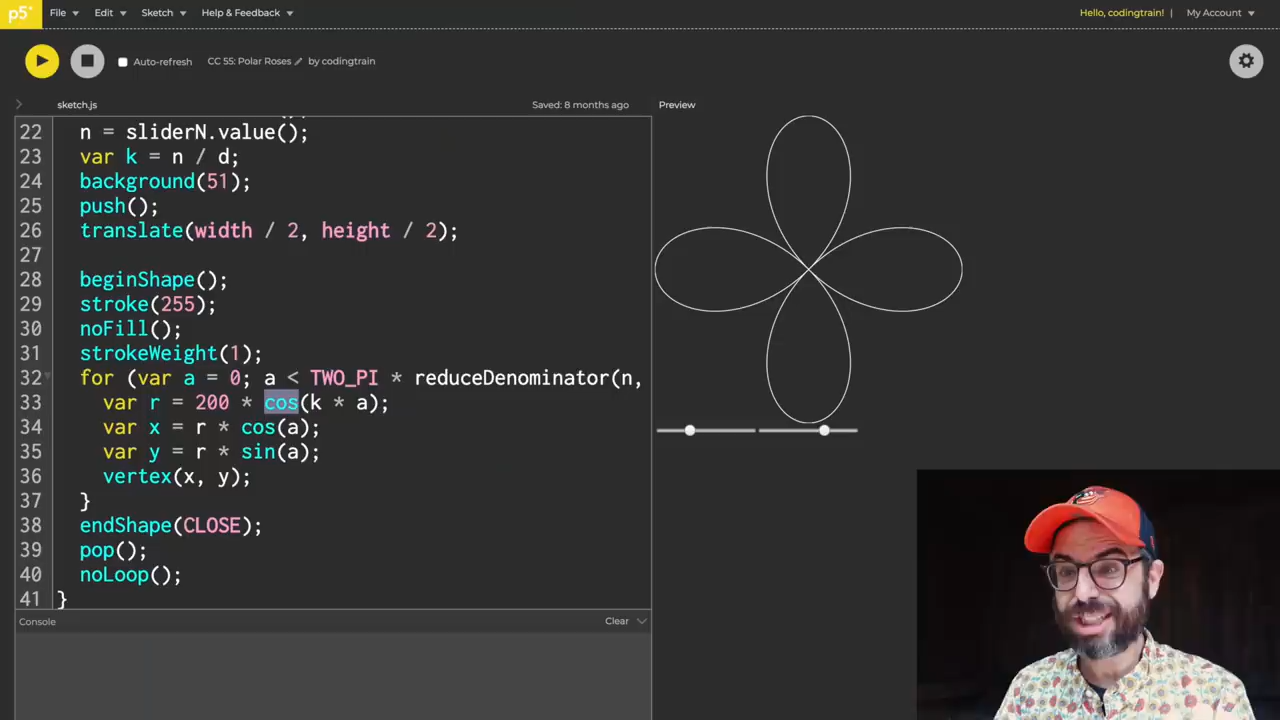 p5* File Edit Sketch Help & Feedback Hello, codingtrain! | My Account
Auto-refresh CC 55: Polar Roses by codingtrain
sketch.js Saved: 8 months ago Preview
22 n = sliderN.value();
23 var k = n / d;
24 background(51);
25 push();
26 translate(width / 2, height / 2);
27
28 beginShape();
29 stroke(255);
30 noFill();
31 strokeWeight(1);
32 for (var a = 0; a < TWO_PI * reduceDenominator(n,
33 var r = 200 * cos(k * a);
34 var x = r * cos(a);
35 var y = r * sin(a);
36 vertex(x, y);
37 }
38 endShape(CLOSE);
39 pop();
40 noLoop();
41 }
Console Clear